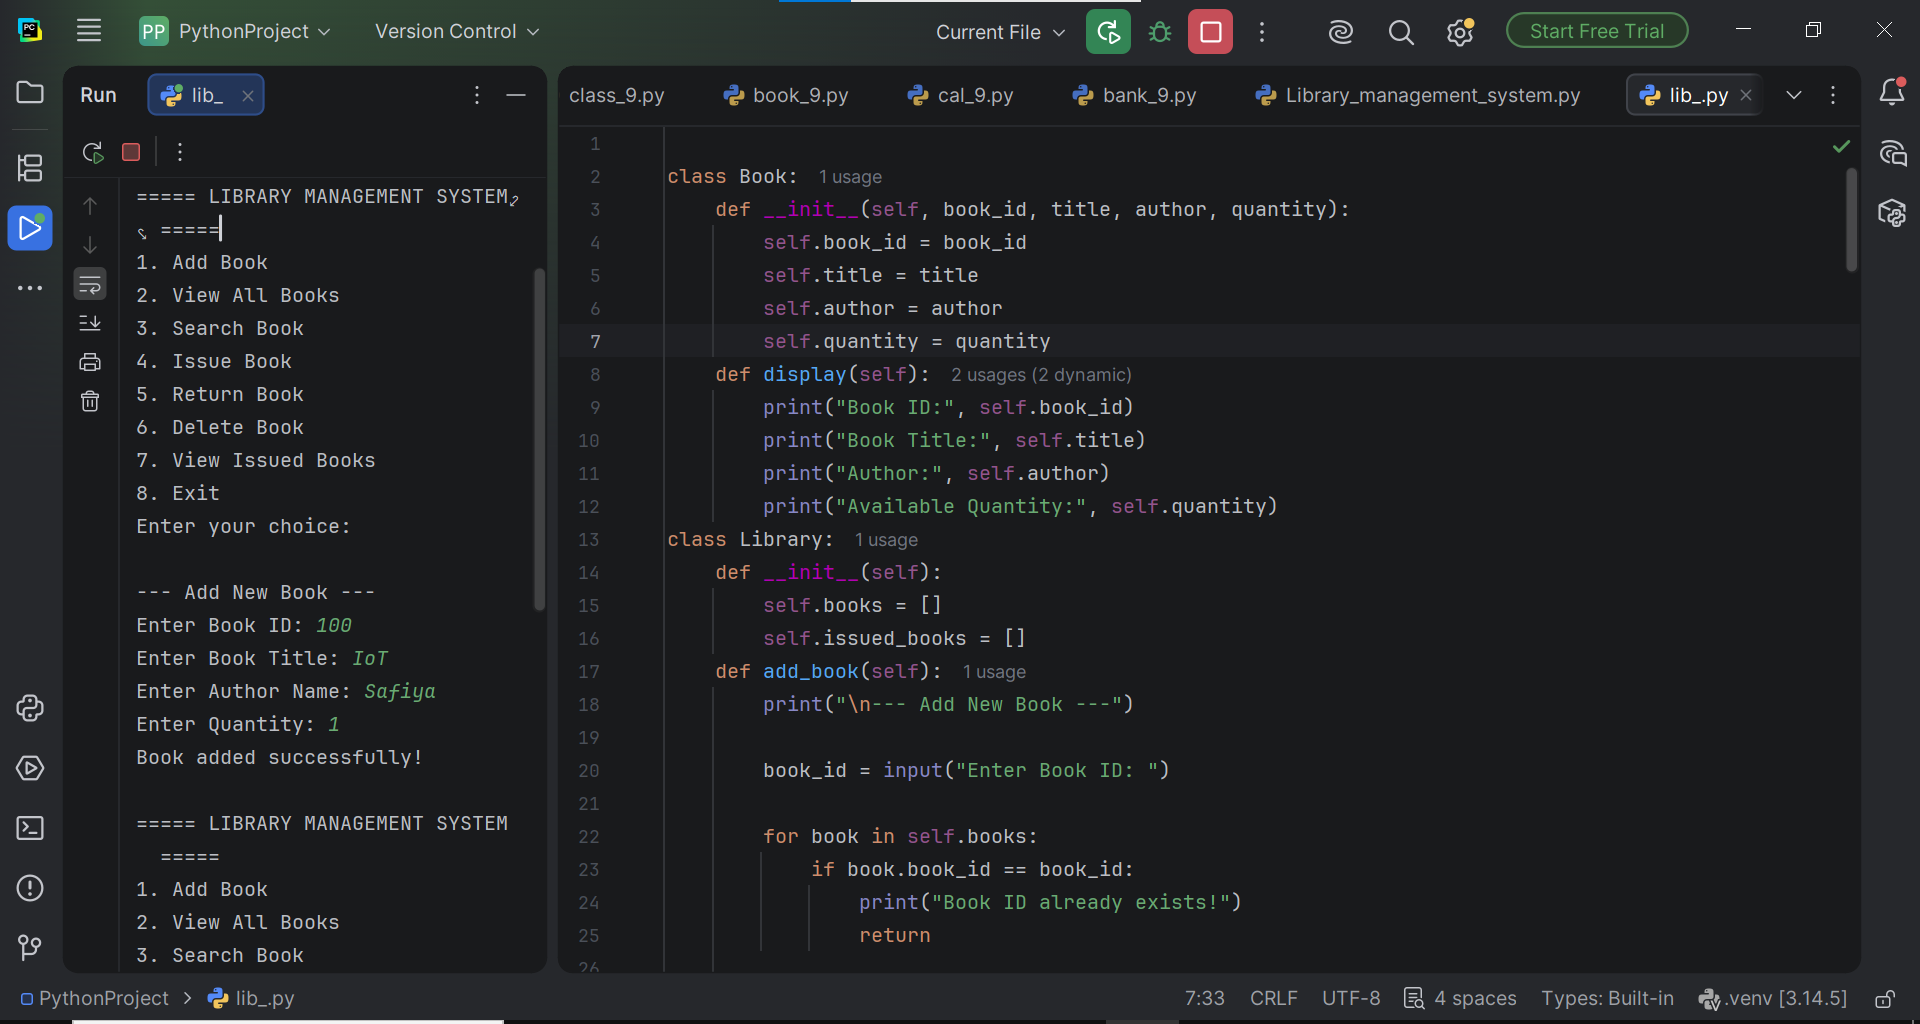 PC
PP PythonProject
Version Control
Current File
Start Free Trial
Run
lib_
===== LIBRARY MANAGEMENT SYSTEM
=====
1. Add Book
2. View All Books
3. Search Book
4. Issue Book
5. Return Book
6. Delete Book
7. View Issued Books
8. Exit
Enter your choice:
--- Add New Book ---
Enter Book ID: 100
Enter Book Title: IoT
Enter Author Name: Safiya
Enter Quantity: 1
Book added successfully!
===== LIBRARY MANAGEMENT SYSTEM
=====
1. Add Book
2. View All Books
3. Search Book
class_9.py book_9.py cal_9.py bank_9.py Library_management_system.py lib_.py
1
2 class Book: 1 usage
3 def __init__(self, book_id, title, author, quantity):
4 self.book_id = book_id
5 self.title = title
6 self.author = author
7 self.quantity = quantity
8 def display(self): 2 usages (2 dynamic)
9 print("Book ID:", self.book_id)
10 print("Book Title:", self.title)
11 print("Author:", self.author)
12 print("Available Quantity:", self.quantity)
13 class Library: 1 usage
14 def __init__(self):
15 self.books = []
16 self.issued_books = []
17 def add_book(self): 1 usage
18 print("\n--- Add New Book ---")
19
20 book_id = input("Enter Book ID: ")
21
22 for book in self.books:
23 if book.book_id == book_id:
24 print("Book ID already exists!")
25 return
26
PythonProject > lib_.py
7:33 CRLF UTF-8 4 spaces Types: Built-in .venv [3.14.5]